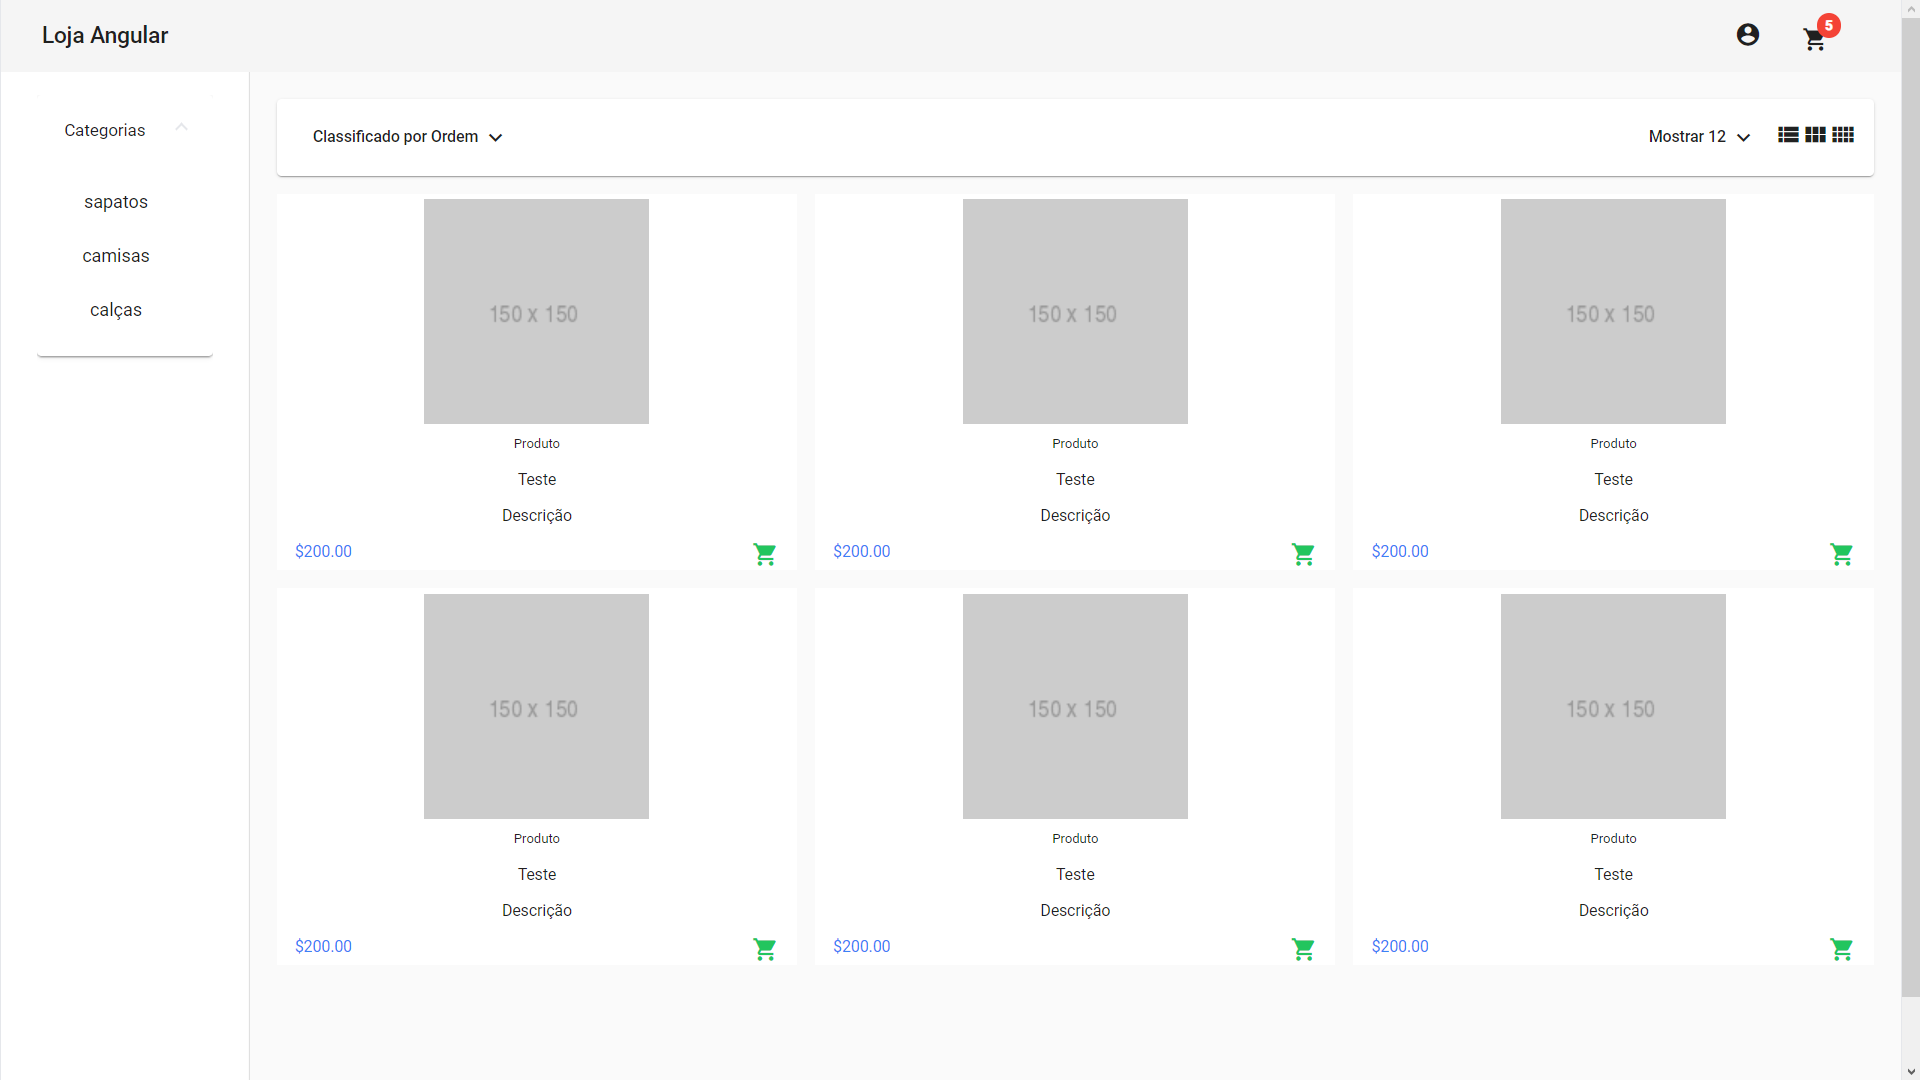 Loja Angular
5
Categorias
sapatos
camisas
calças
Classificado por Ordem
Mostrar 12
150 x 150
Produto
Teste
Descrição
$200.00
150 x 150
Produto
Teste
Descrição
$200.00
150 x 150
Produto
Teste
Descrição
$200.00
150 x 150
Produto
Teste
Descrição
$200.00
150 x 150
Produto
Teste
Descrição
$200.00
150 x 150
Produto
Teste
Descrição
$200.00